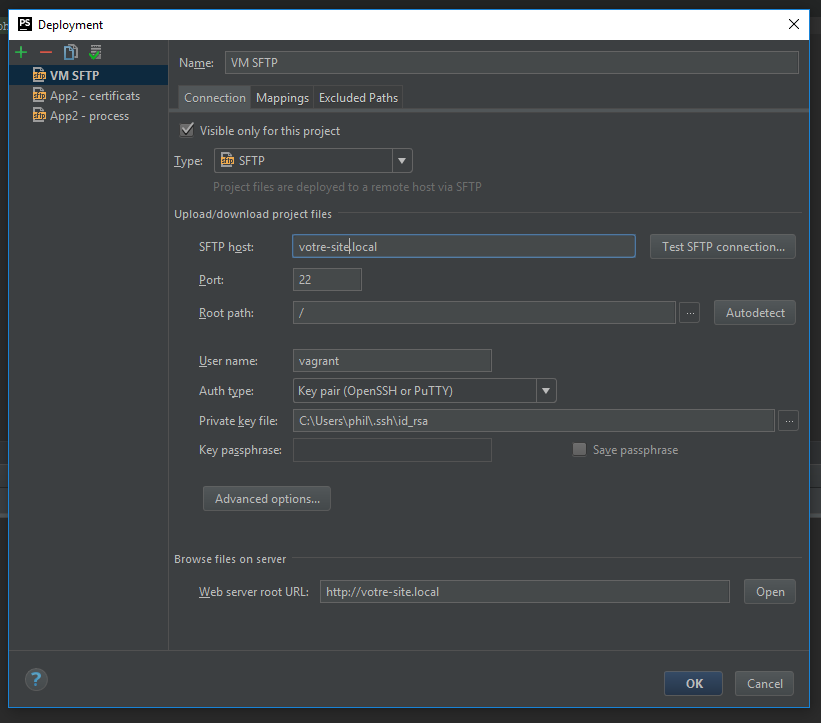 PS Deployment
Name: VM SFTP
VM SFTP
App2 - certificats
App2 - process
Connection Mappings Excluded Paths
Visible only for this project
Type: SFTP
Project files are deployed to a remote host via SFTP
Upload/download project files
SFTP host: votre-site.local Test SFTP connection...
Port: 22
Root path: / ... Autodetect
User name: vagrant
Auth type: Key pair (OpenSSH or PuTTY)
Private key file: C:\Users\phil\.ssh\id_rsa ...
Key passphrase: Save passphrase
Advanced options...
Browse files on server
Web server root URL: http://votre-site.local Open
? OK Cancel